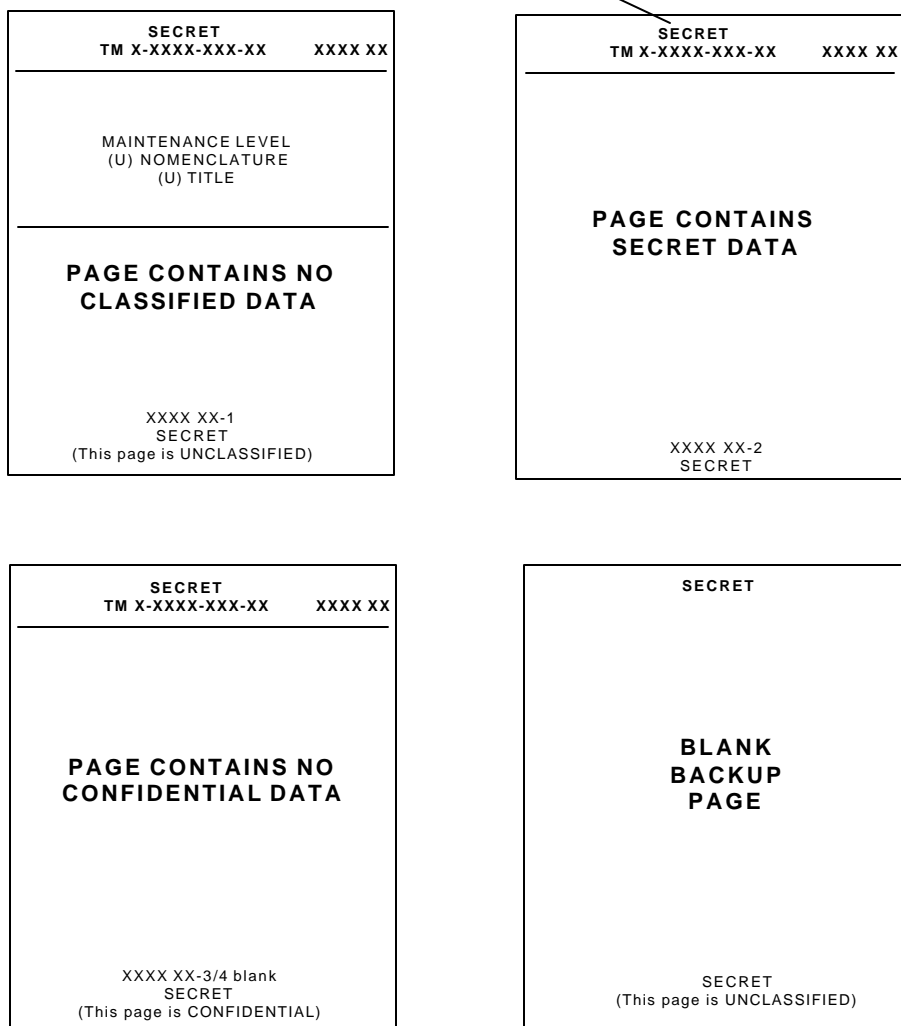 SECRET
TM X-XXXX-XXX-XX XXXX XX
MAINTENANCE LEVEL
(U) NOMENCLATURE
(U) TITLE
PAGE CONTAINS NO
CLASSIFIED DATA
XXXX XX-1
SECRET
(This page is UNCLASSIFIED)
SECRET
TM X-XXXX-XXX-XX XXXX XX
PAGE CONTAINS
SECRET DATA
XXXX XX-2
SECRET
SECRET
TM X-XXXX-XXX-XX XXXX XX
PAGE CONTAINS NO
CONFIDENTIAL DATA
XXXX XX-3/4 blank
SECRET
(This page is CONFIDENTIAL)
SECRET
BLANK
BACKUP
PAGE
SECRET
(This page is UNCLASSIFIED)